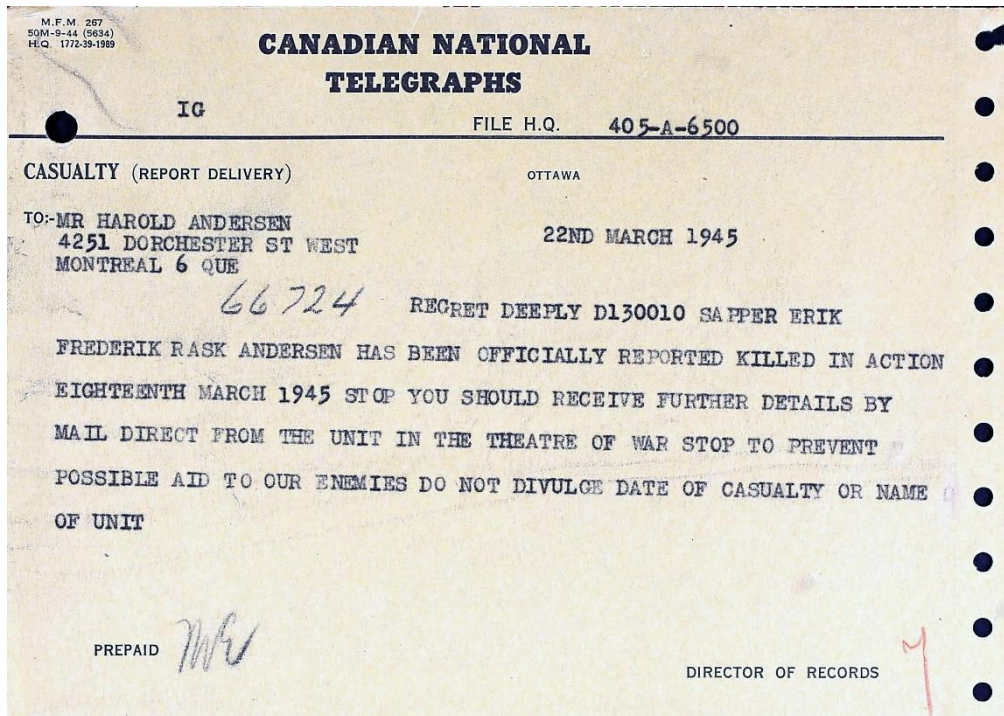 M.F.M. 267
50M-9-44 (5634)
H.Q. 1772-39-1989
CANADIAN NATIONAL
TELEGRAPHS
IG
FILE H.Q. 405-A-6500
CASUALTY (REPORT DELIVERY)
OTTAWA
TO:-MR HAROLD ANDERSEN
4251 DORCHESTER ST WEST
22ND MARCH 1945
MONTREAL 6 QUE
66724 REGRET DEEPLY D130010 SAPPER ERIK
FREDERIK RASK ANDERSEN HAS BEEN OFFICIALLY REPORTED KILLED IN ACTION
EIGHTEENTH MARCH 1945 STOP YOU SHOULD RECEIVE FURTHER DETAILS BY
MAIL DIRECT FROM THE UNIT IN THE THEATRE OF WAR STOP TO PREVENT
POSSIBLE AID TO OUR ENEMIES DO NOT DIVULGE DATE OF CASUALTY OR NAME
OF UNIT
PREPAID
DIRECTOR OF RECORDS